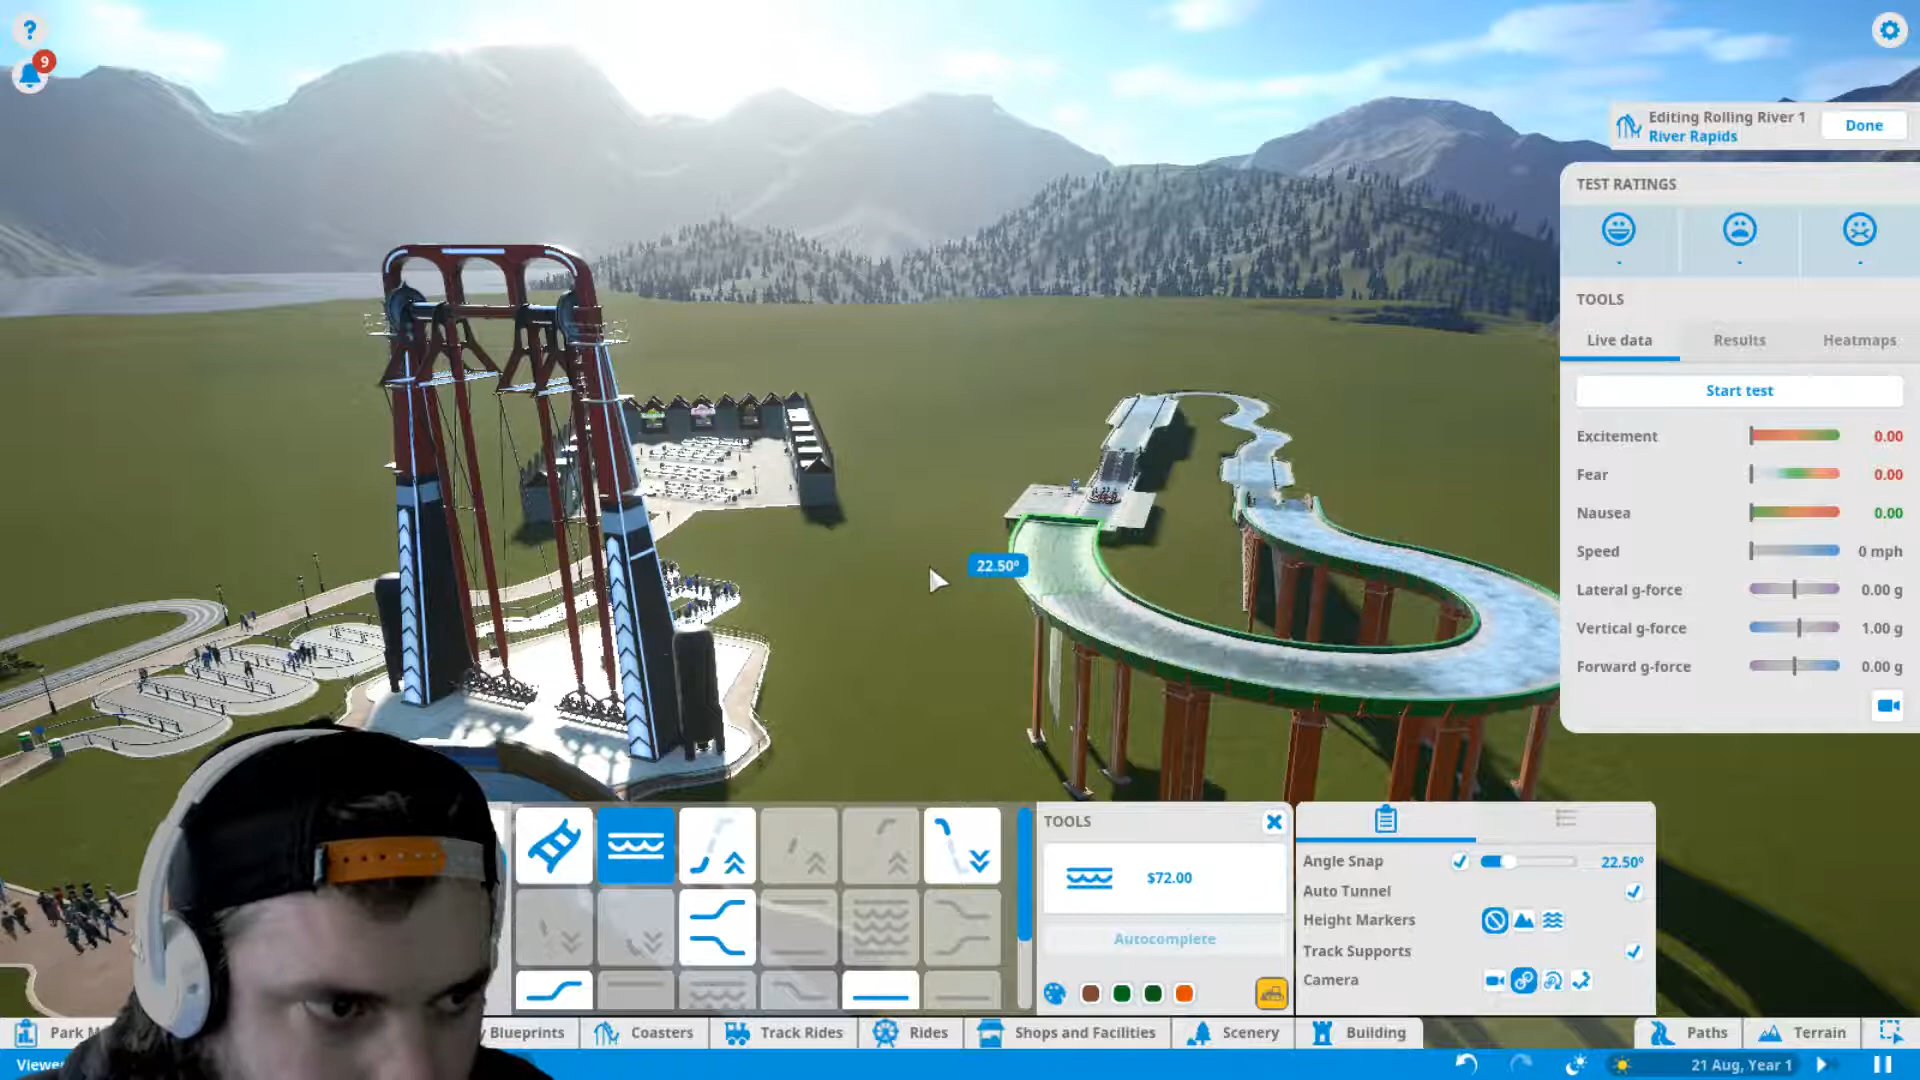 ?
9
Editing Rolling River 1
River Rapids
Done
TEST RATINGS
-
-
-
TOOLS
Live data
Results
Heatmaps
Start test
Excitement
0.00
Fear
0.00
Nausea
0.00
Speed
0 mph
Lateral g-force
0.00 g
Vertical g-force
1.00 g
Forward g-force
0.00 g
22.50°
TOOLS
$72.00
Autocomplete
Angle Snap
22.50°
Auto Tunnel
Height Markers
Track Supports
Camera
Park M
y Blueprints
Coasters
Track Rides
Rides
Shops and Facilities
Scenery
Building
Paths
Terrain
Viewe
21 Aug, Year 1